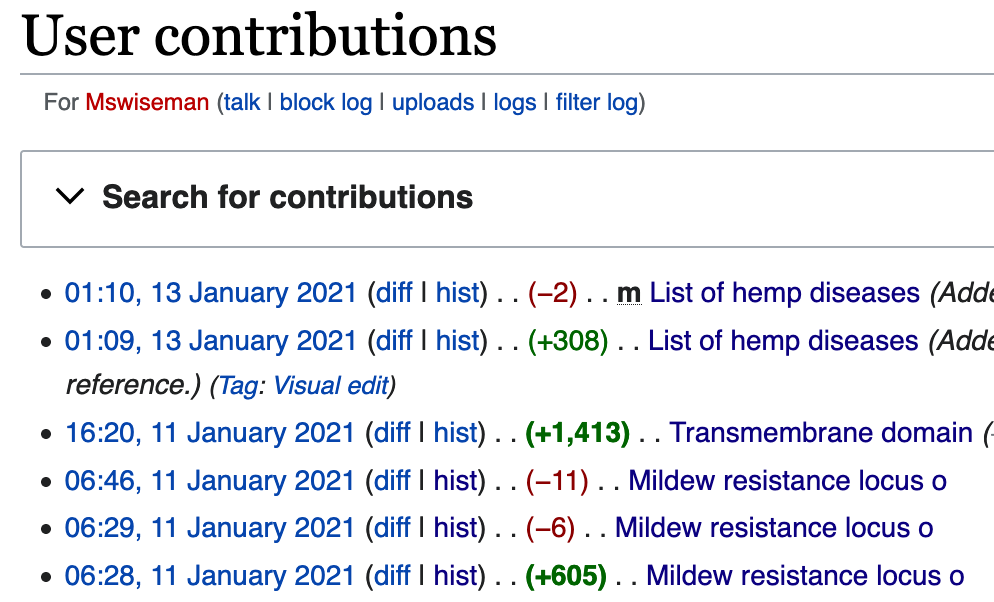 User contributions
For Mswiseman (talk | block log | uploads | logs | filter log)
Search for contributions
• 01:10, 13 January 2021 (diff | hist) . . (−2) . . m List of hemp diseases (Adde
• 01:09, 13 January 2021 (diff | hist) . . (+308) . . List of hemp diseases (Adde
reference.) (Tag: Visual edit)
• 16:20, 11 January 2021 (diff | hist) . . (+1,413) . . Transmembrane domain (
• 06:46, 11 January 2021 (diff | hist) . . (−11) . . Mildew resistance locus o
• 06:29, 11 January 2021 (diff | hist) . . (−6) . . Mildew resistance locus o
• 06:28, 11 January 2021 (diff | hist) . . (+605) . . Mildew resistance locus o